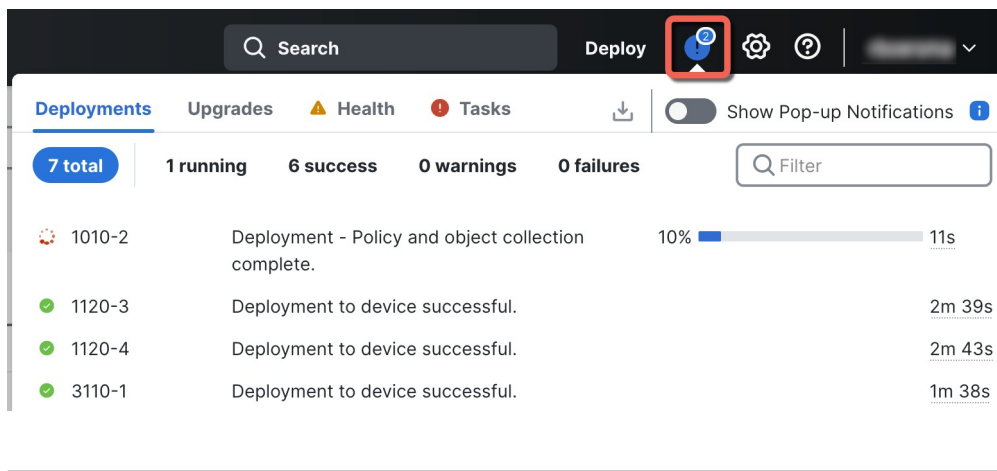 Search
Deploy
2
Deployments Upgrades Health Tasks Show Pop-up Notifications
7 total 1 running 6 success 0 warnings 0 failures Filter
1010-2 Deployment - Policy and object collection 10% 11s
complete.
1120-3 Deployment to device successful. 2m 39s
1120-4 Deployment to device successful. 2m 43s
3110-1 Deployment to device successful. 1m 38s